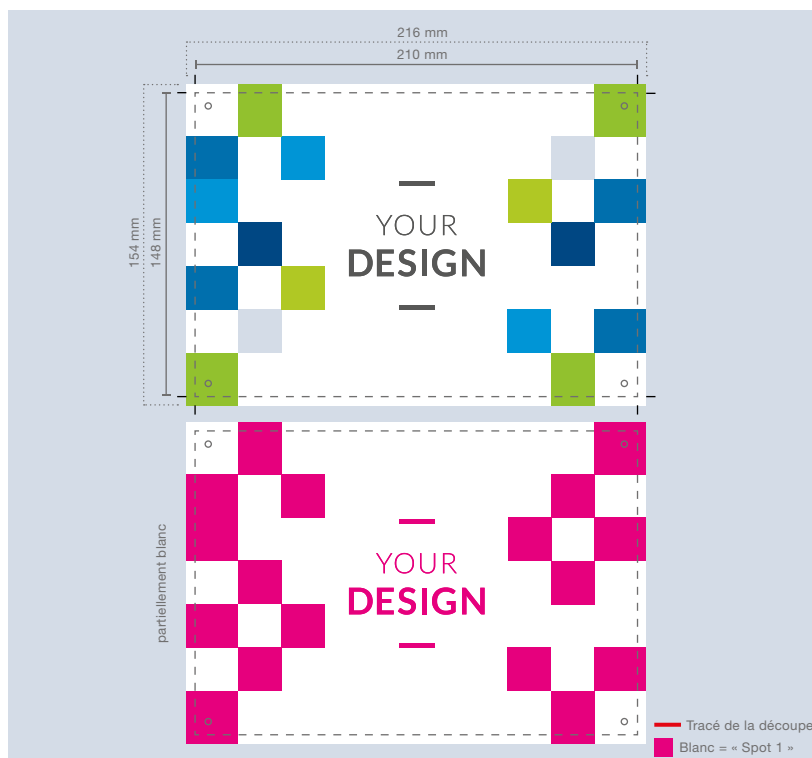 216 mm
210 mm
154 mm
148 mm
YOUR
DESIGN
partiellement blanc
YOUR
DESIGN
Tracé de la découpe
Blanc = « Spot 1 »